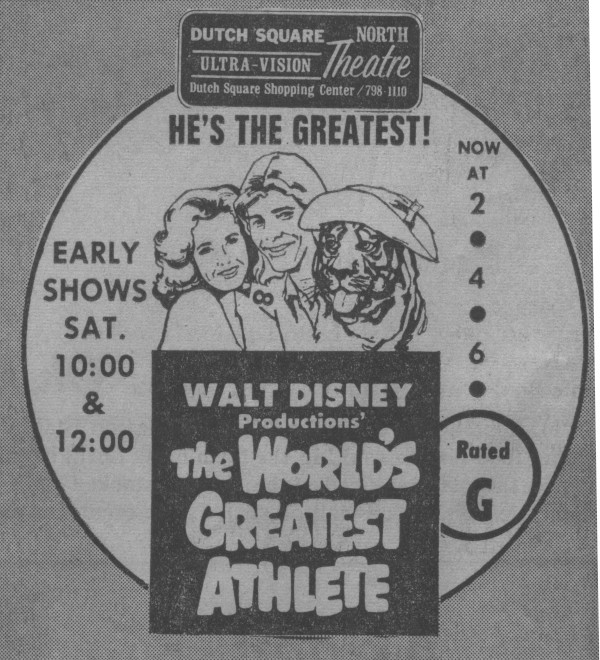 DUTCH SQUARE NORTH
ULTRA-VISION Theatre
Dutch Square Shopping Center / 798-1110
HE'S THE GREATEST!
EARLY
SHOWS
SAT.
10:00
&
12:00
NOW
AT
2
•
4
•
6
•
8
WALT DISNEY
Productions'
The WORLD'S
GREATEST
ATHLETE
Rated
G